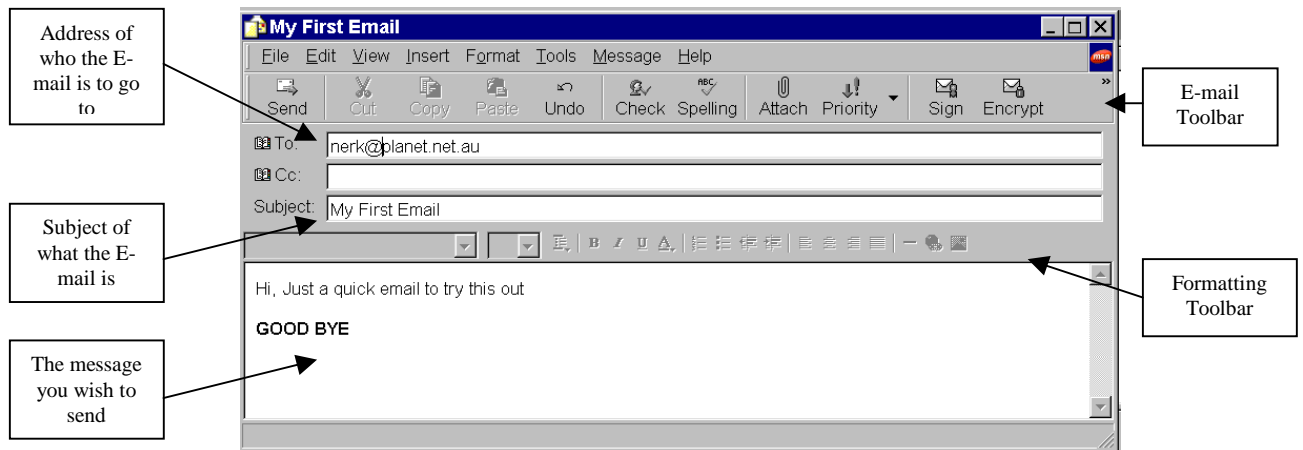 Address of
who the E-
mail is to go
to
Subject of
what the E-
mail is
The message
you wish to
send
My First Email
File Edit View Insert Format Tools Message Help
msn
Send Cut Copy Paste Undo ABC Check Spelling Attach Priority Sign Encrypt »
To: nerk@planet.net.au
Cc:
Subject: My First Email
B I U A
Hi, Just a quick email to try this out
GOOD BYE
E-mail
Toolbar
Formatting
Toolbar